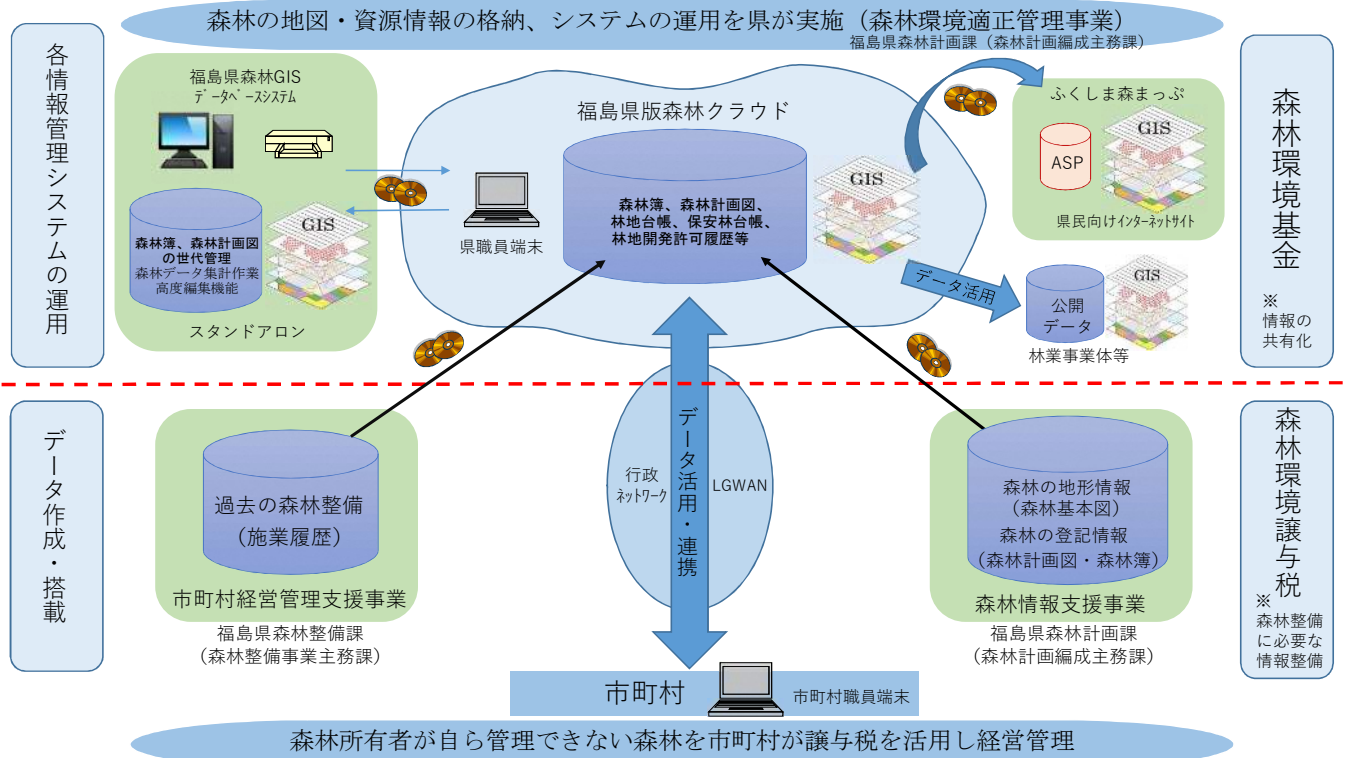 森林の地図・資源情報の格納、システムの運用を県が実施（森林環境適正管理事業）
福島県森林計画課（森林計画編成主務課）
各情報管理システムの運用
福島県森林GIS
ﾃﾞｰﾀﾍﾞｰｽｼｽﾃﾑ
森林簿、森林計画図
の世代管理
森林データ集計作業
高度編集機能
GIS
スタンドアロン
福島県版森林クラウド
県職員端末
森林簿、森林計画図、
林地台帳、保安林台帳、
林地開発許可履歴等
GIS
ふくしま森まっぷ
ASP
GIS
県民向けｲﾝﾀｰﾈｯﾄｻｲﾄ
データ活用
公開
データ
GIS
林業事業体等
森林環境基金
※
情報の
共有化
データ作成・搭載
過去の森林整備
（施業履歴）
市町村経営管理支援事業
福島県森林整備課
（森林整備事業主務課）
行政
ﾈｯﾄﾜｰｸ
データ活用・連携
LGWAN
森林の地形情報
（森林基本図）
森林の登記情報
（森林計画図・森林簿）
森林情報支援事業
福島県森林計画課
（森林計画編成主務課）
森林環境譲与税
※
森林整備
に必要な
情報整備
市町村
市町村職員端末
森林所有者が自ら管理できない森林を市町村が譲与税を活用し経営管理